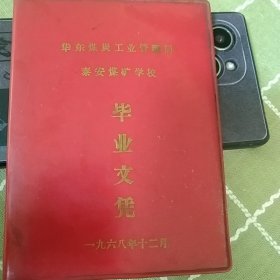 华东煤炭工业管理局
泰安煤矿学校
毕业文凭
一九六八年十二月